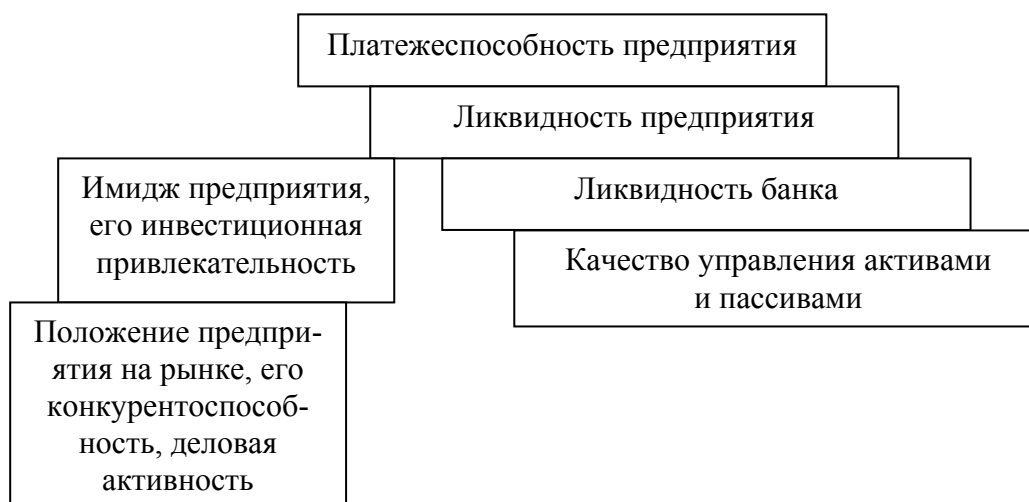 Платежеспособность предприятия
Ликвидность предприятия
Имидж предприятия,
его инвестиционная
привлекательность
Ликвидность банка
Качество управления активами
и пассивами
Положение предпри-
ятия на рынке, его
конкурентоспособ-
ность, деловая
активность